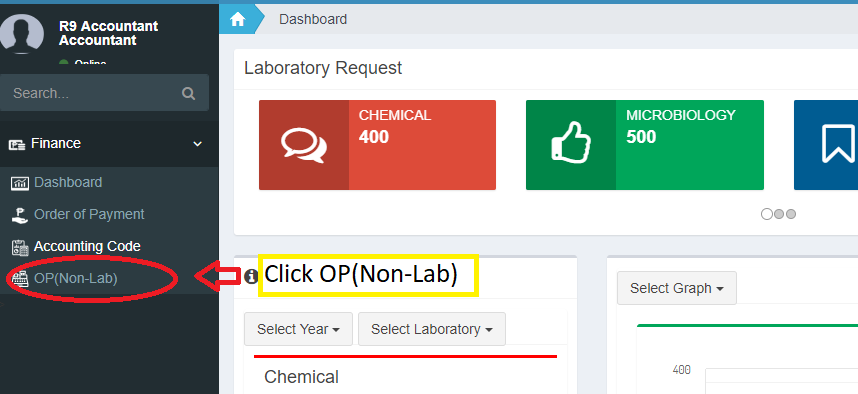 R9 Accountant
Accountant
Online
Search...
Finance
Dashboard
Order of Payment
Accounting Code
OP(Non-Lab)
Dashboard
Laboratory Request
CHEMICAL
400
MICROBIOLOGY
500
Click OP(Non-Lab)
Select Year
Select Laboratory
Chemical
Select Graph
400